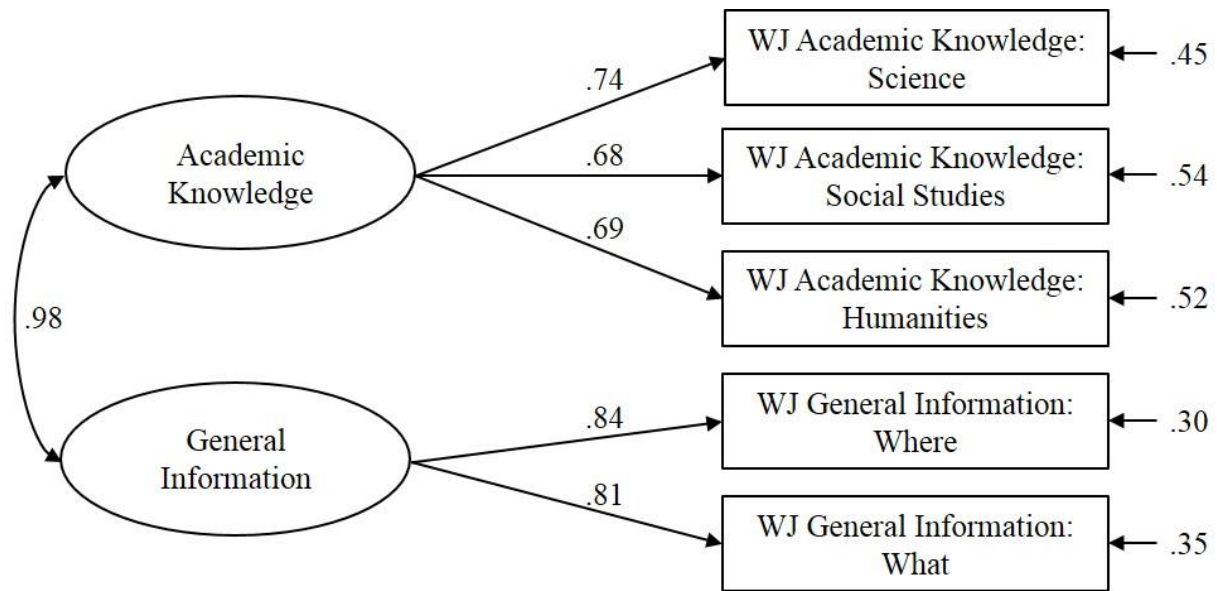 WJ Academic Knowledge:
Science
.45
.74
Academic
Knowledge
.68
WJ Academic Knowledge:
Social Studies
.54
.69
WJ Academic Knowledge:
Humanities
.52
.98
General
Information
.84
WJ General Information:
Where
.30
.81
WJ General Information:
What
.35